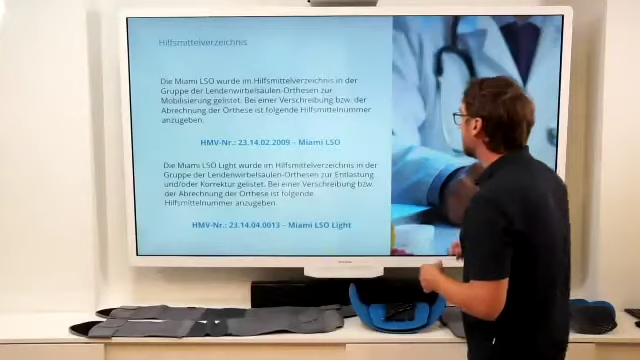 Hilfsmittelverzeichnis
Die Miami LSO wurde im Hilfsmittelverzeichnis in der
Gruppe der Lendenwirbelsäulen-Orthesen zur
Mobilisierung gelistet. Bei einer Verschreibung bzw. der
Abrechnung der Orthese ist folgende Hilfsmittelnummer
anzugeben.
HMV-Nr.: 23.14.02.2009 – Miami LSO
Die Miami LSO Light wurde im Hilfsmittelverzeichnis in der
Gruppe der Lendenwirbelsäulen-Orthesen zur Entlastung
und/oder Korrektur gelistet. Bei einer Verschreibung bzw.
der Abrechnung der Orthese ist folgende
Hilfsmittelnummer anzugeben.
HMV-Nr.: 23.14.04.0013 – Miami LSO Light